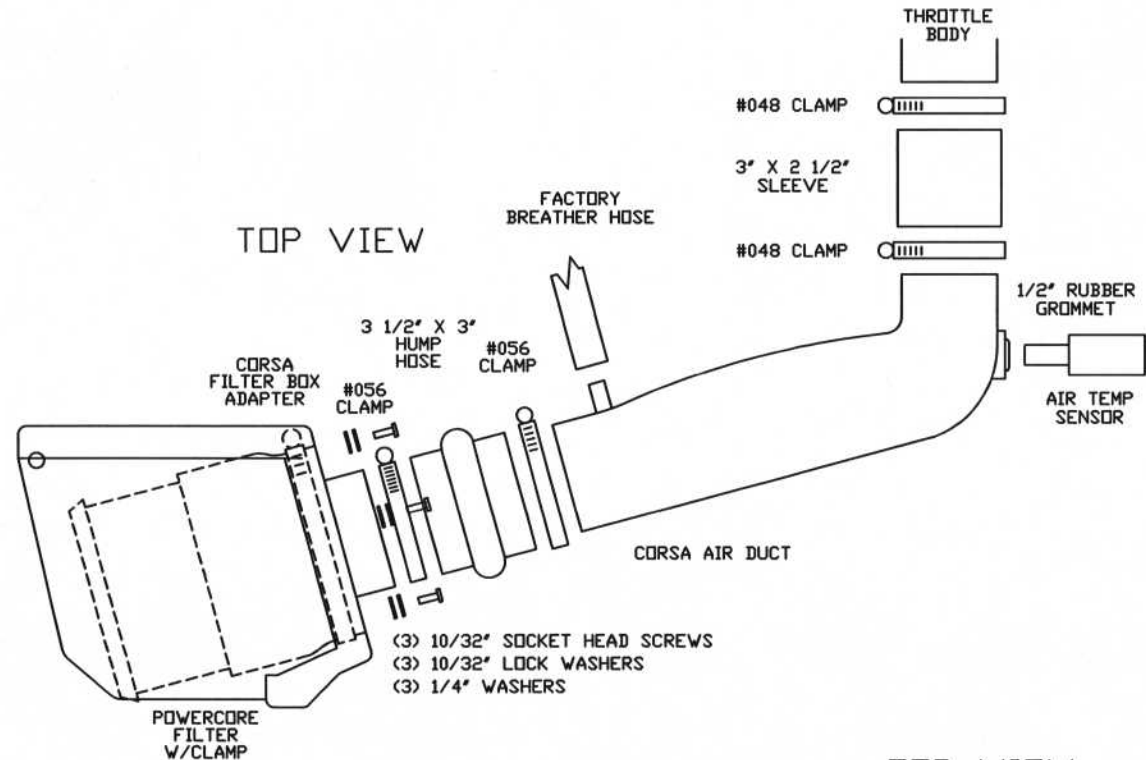 THROTTLE
BODY
#048 CLAMP
3" X 2 1/2"
SLEEVE
FACTORY
BREATHER HOSE
TOP VIEW
#048 CLAMP
1/2" RUBBER
GROMMET
3 1/2" X 3"
HUMP
HOSE
#056
CLAMP
CORSA
FILTER BOX
ADAPTER
#056
CLAMP
AIR TEMP
SENSOR
CORSA AIR DUCT
(3) 10/32" SOCKET HEAD SCREWS
(3) 10/32" LOCK WASHERS
(3) 1/4" WASHERS
POWERCORE
FILTER
W/CLAMP